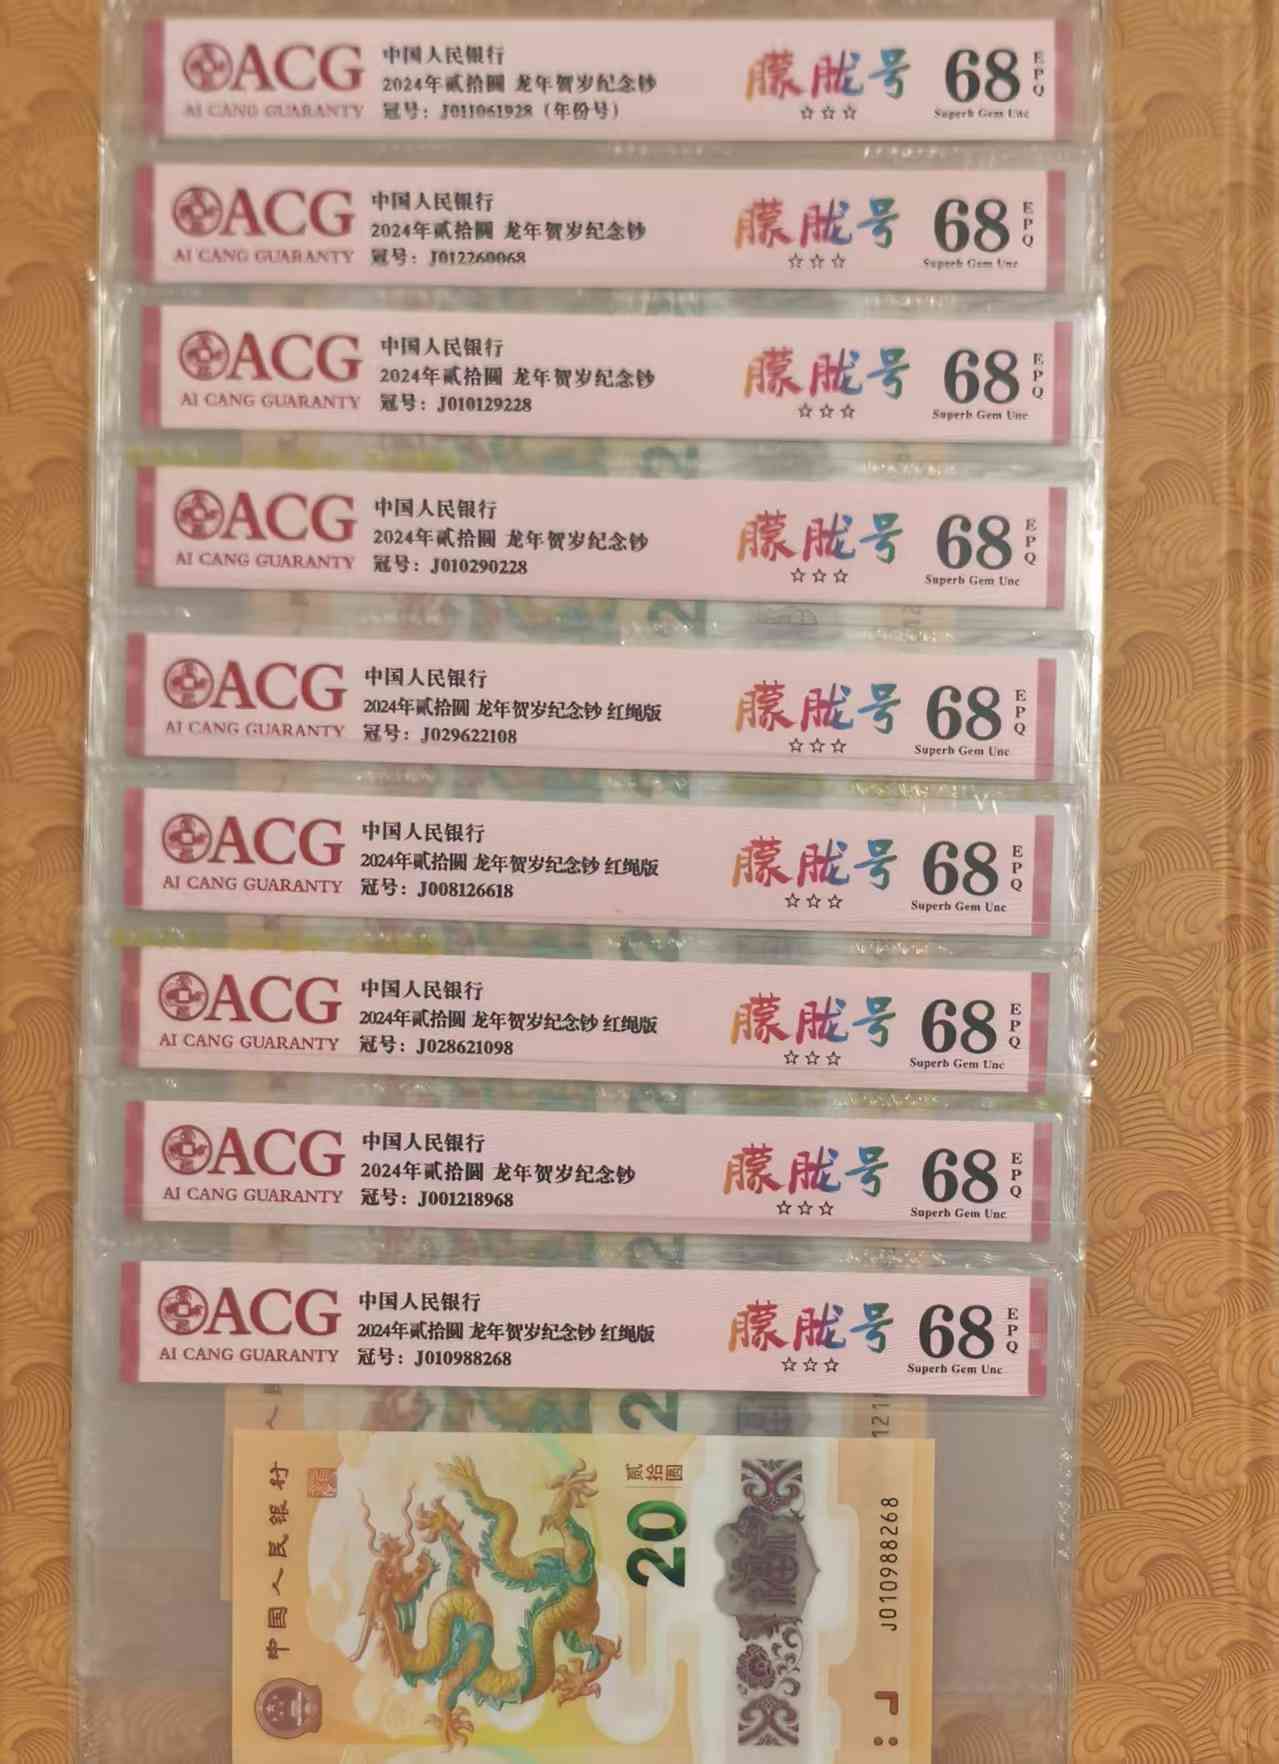 ACG
AI CANG GUARANTY
中国人民银行
2024年贰拾圆 龙年贺岁纪念钞
冠号：J011061928（年份号）
朦胧号
☆☆☆
68
EPQ
Superb Gem Unc
ACG
AI CANG GUARANTY
中国人民银行
2024年贰拾圆 龙年贺岁纪念钞
冠号：J012260068
朦胧号
☆☆☆
68
EPQ
Superb Gem Unc
ACG
AI CANG GUARANTY
中国人民银行
2024年贰拾圆 龙年贺岁纪念钞
冠号：J010129228
朦胧号
☆☆☆
68
EPQ
Superb Gem Unc
ACG
AI CANG GUARANTY
中国人民银行
2024年贰拾圆 龙年贺岁纪念钞
冠号：J010290228
朦胧号
☆☆☆
68
EPQ
Superb Gem Unc
ACG
AI CANG GUARANTY
中国人民银行
2024年贰拾圆 龙年贺岁纪念钞 红绳版
冠号：J029622108
朦胧号
☆☆☆
68
EPQ
Superb Gem Unc
ACG
AI CANG GUARANTY
中国人民银行
2024年贰拾圆 龙年贺岁纪念钞 红绳版
冠号：J008126618
朦胧号
☆☆☆
68
EPQ
Superb Gem Unc
ACG
AI CANG GUARANTY
中国人民银行
2024年贰拾圆 龙年贺岁纪念钞 红绳版
冠号：J028621098
朦胧号
☆☆☆
68
EPQ
Superb Gem Unc
ACG
AI CANG GUARANTY
中国人民银行
2024年贰拾圆 龙年贺岁纪念钞
冠号：J001218968
朦胧号
☆☆☆
68
EPQ
Superb Gem Unc
ACG
AI CANG GUARANTY
中国人民银行
2024年贰拾圆 龙年贺岁纪念钞 红绳版
冠号：J010988268
朦胧号
☆☆☆
68
EPQ
Superb Gem Unc
中国人民银行
贰拾圆
20
J010988268